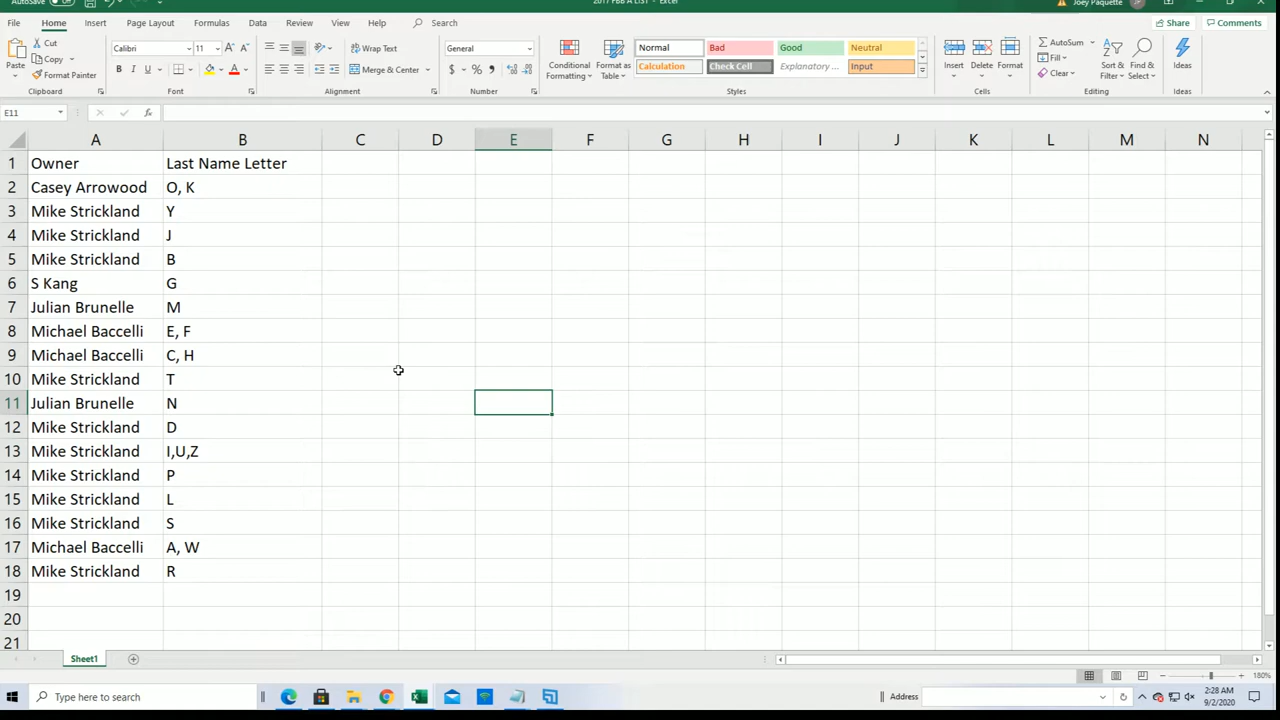 AutoSave Off
2017 FBB A LIST - Excel
Joey Paquette JP
File Home Insert Page Layout Formulas Data Review View Help Search Share Comments
Paste
Cut
Copy
Format Painter
Clipboard
Calibri 11
B I U
Font
Wrap Text
Merge & Center
Alignment
General
$ % ,
Number
Conditional Formatting
Format as Table
Normal Bad Good Neutral
Calculation Check Cell Explanatory ... Input
Styles
Insert Delete Format
Cells
AutoSum
Fill
Clear
Sort & Filter
Find & Select
Editing
Ideas
Ideas
E11 fx
A B C D E F G H I J K L M N
1 Owner Last Name Letter
2 Casey Arrowood O, K
3 Mike Strickland Y
4 Mike Strickland J
5 Mike Strickland B
6 S Kang G
7 Julian Brunelle M
8 Michael Baccelli E, F
9 Michael Baccelli C, H
10 Mike Strickland T
11 Julian Brunelle N
12 Mike Strickland D
13 Mike Strickland I,U,Z
14 Mike Strickland P
15 Mike Strickland L
16 Mike Strickland S
17 Michael Baccelli A, W
18 Mike Strickland R
19
20
21
Sheet1
180%
Type here to search
Address
2:28 AM
9/2/2020